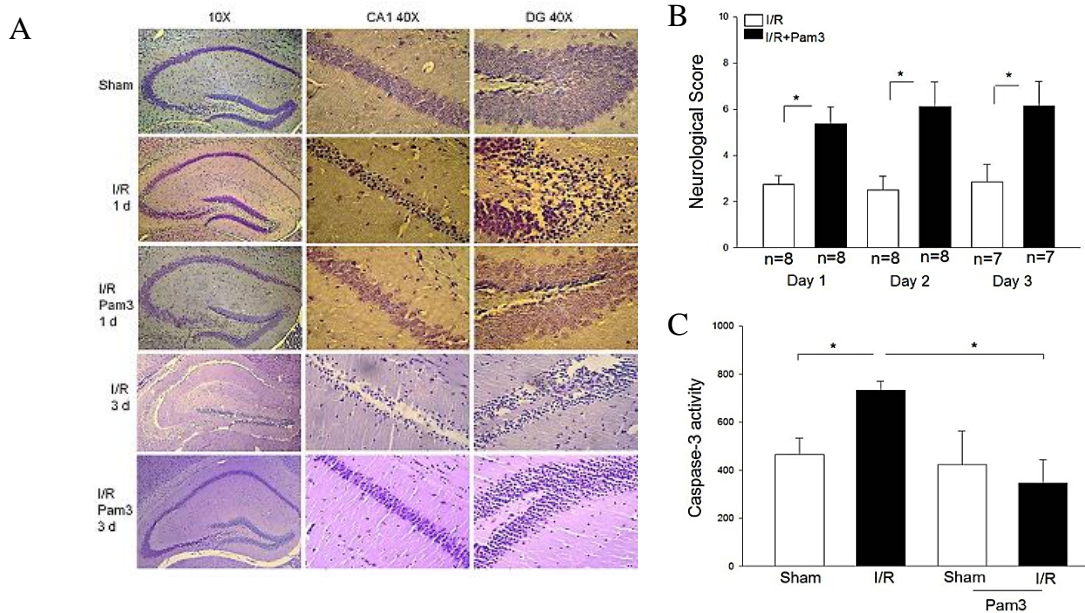 A
10X
CA1 40X
DG 40X
Sham
I/R
1 d
I/R
Pam3
1 d
I/R
3 d
I/R
Pam3
3 d
B
I/R
I/R+Pam3
Neurological Score
10
8
6
4
2
0
*
*
*
n=8
n=8
n=8
n=8
n=7
n=7
Day 1
Day 2
Day 3
C
Caspase-3 activity
1000
800
600
400
200
0
*
*
Sham
I/R
Sham
I/R
Pam3